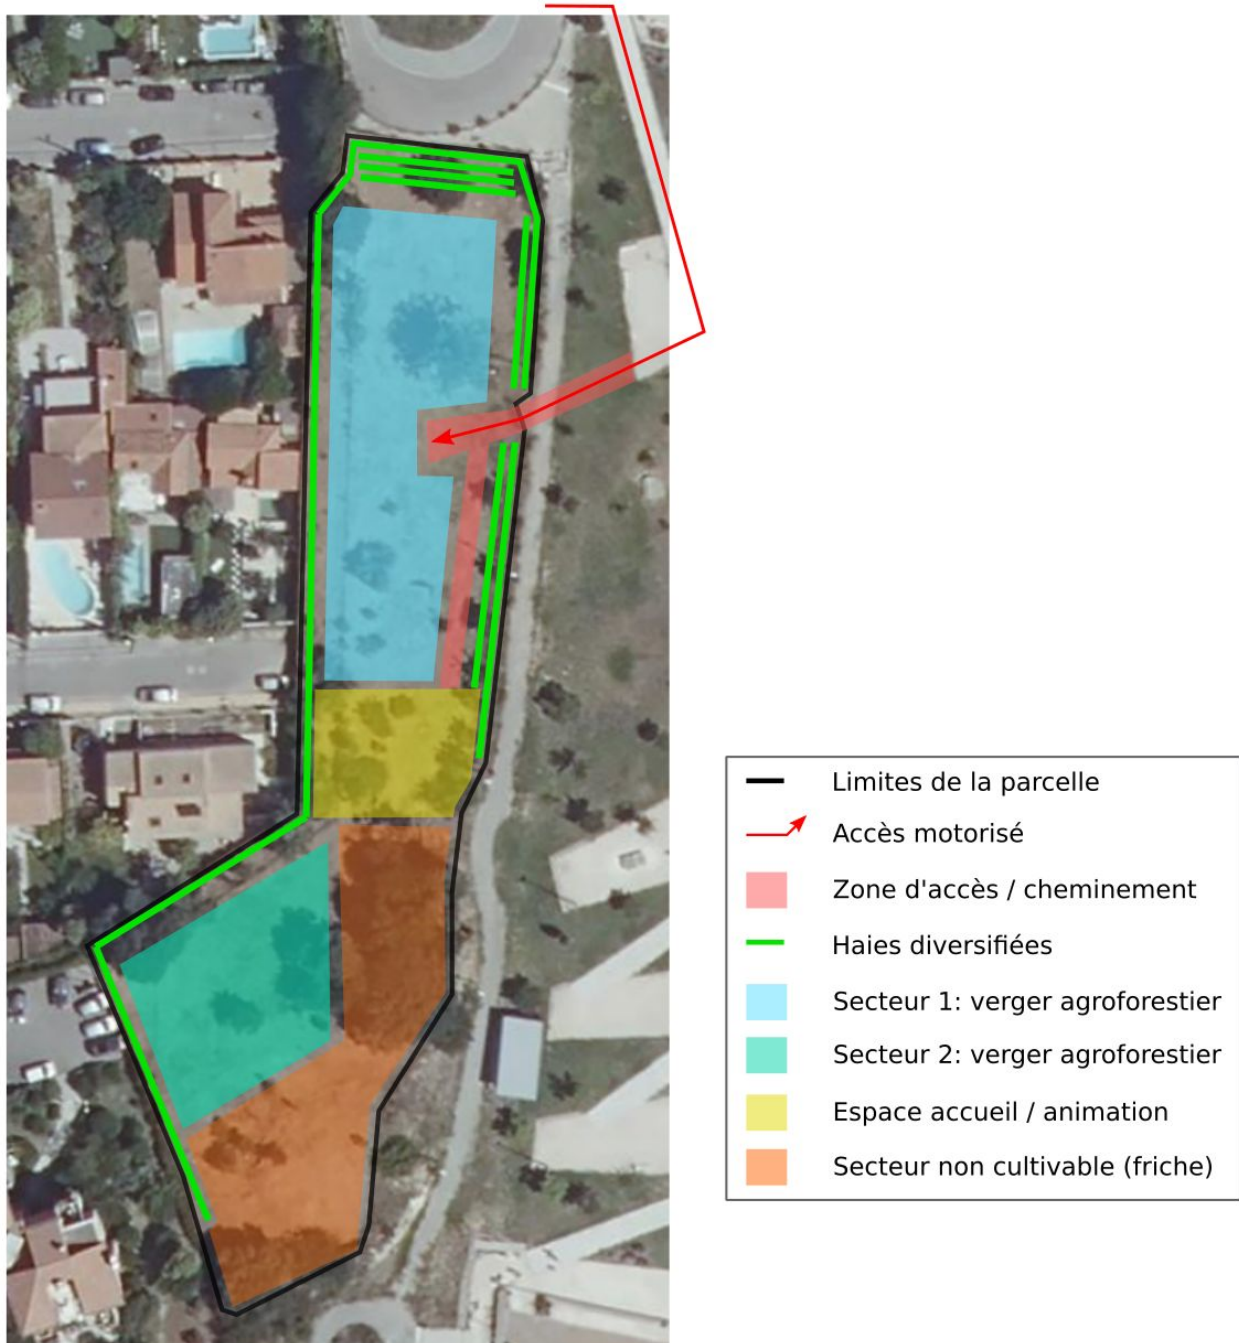 Limites de la parcelle
Accès motorisé
Zone d'accès / cheminement
Haies diversifiées
Secteur 1: verger agroforestier
Secteur 2: verger agroforestier
Espace accueil / animation
Secteur non cultivable (friche)